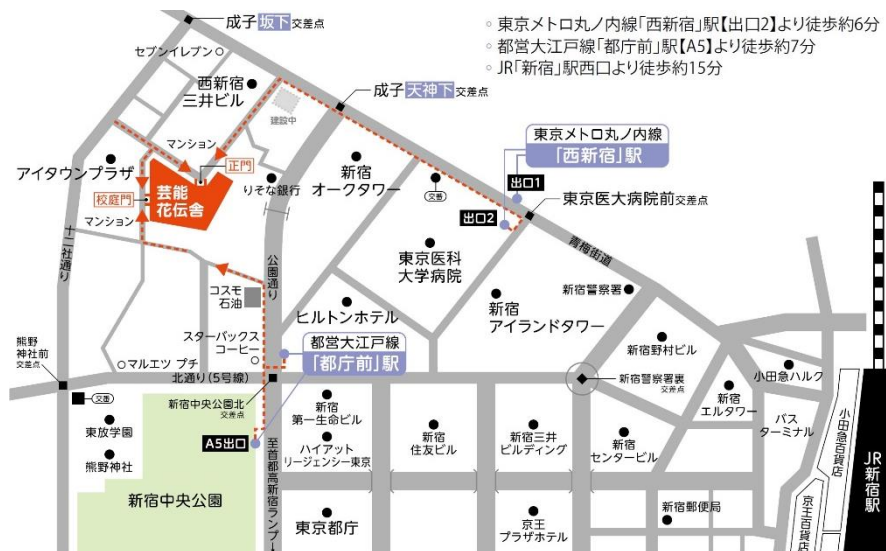 成子坂下交差点
セブンイレブン
西新宿
三井ビル
建設中
成子天神下交差点
東京メトロ丸ノ内線「西新宿」駅【出口2】より徒歩約6分
都営大江戸線「都庁前」駅【A5】より徒歩約7分
JR「新宿」駅西口より徒歩約15分
東京メトロ丸ノ内線
「西新宿」駅
マンション
アイタウンプラザ
正門
校庭門
芸能
花伝舎
マンション
りそな銀行
新宿
オークタワー
交番
出口1
出口2
東京医大病院前交差点
青梅街道
十二社通り
公園通り
東京医科
大学病院
コスモ
石油
ヒルトンホテル
新宿
アイランドタワー
新宿警察署
スターバックス
コーヒー
都営大江戸線
「都庁前」駅
新宿野村ビル
熊野
神社前
交差点
マルエツ プチ
北通り(5号線)
新宿警察署裏
交差点
小田急ハルク
新宿
エルタワー
交番
新宿中央公園北
交差点
東放学園
熊野神社
A5出口
新宿
第一生命ビル
ハイアット
リージェンシー東京
新宿
住友ビル
新宿三井
ビルディング
新宿
センタービル
バス
ターミナル
小田急百貨店
JR新宿駅
新宿中央公園
至首都高新宿ランプ
東京都庁
京王
プラザホテル
新宿郵便局
京王百貨店